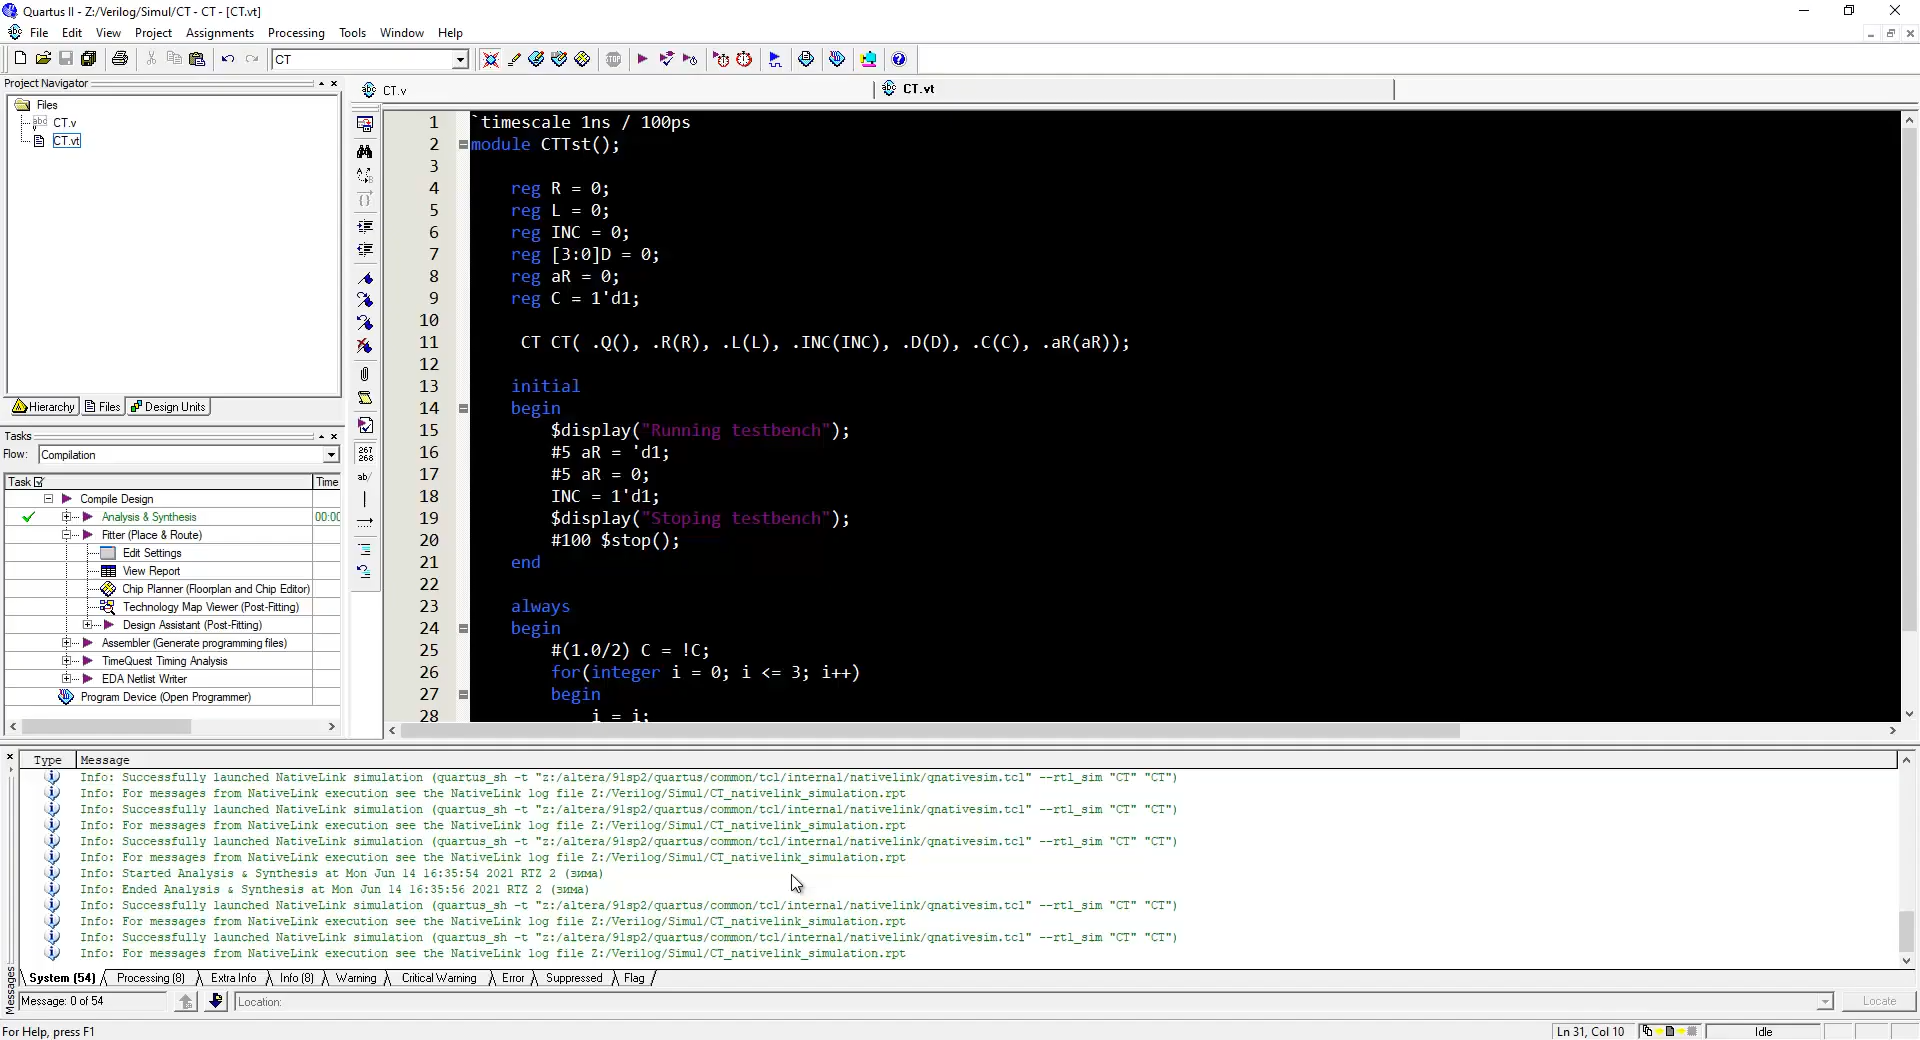 Quartus II - Z:/Verilog/Simul/CT - CT - [CT.vt]
File Edit View Project Assignments Processing Tools Window Help
CT
Project Navigator
Files
CT.v
CT.vt
Hierarchy Files Design Units
Tasks
Flow: Compilation
Task Time
Compile Design
Analysis & Synthesis 00:00
Fitter (Place & Route)
Edit Settings
View Report
Chip Planner (Floorplan and Chip Editor)
Technology Map Viewer (Post-Fitting)
Design Assistant (Post-Fitting)
Assembler (Generate programming files)
TimeQuest Timing Analysis
EDA Netlist Writer
Program Device (Open Programmer)
CT.v CT.vt
1 `timescale 1ns / 100ps
2 module CTTst();
3
4 reg R = 0;
5 reg L = 0;
6 reg INC = 0;
7 reg [3:0]D = 0;
8 reg aR = 0;
9 reg C = 1'd1;
10
11 CT CT( .Q(), .R(R), .L(L), .INC(INC), .D(D), .C(C), .aR(aR));
12
13 initial
14 begin
15 $display("Running testbench");
16 #5 aR = 'd1;
17 #5 aR = 0;
18 INC = 1'd1;
19 $display("Stoping testbench");
20 #100 $stop();
21 end
22
23 always
24 begin
25 #(1.0/2) C = !C;
26 for(integer i = 0; i <= 3; i++)
27 begin
28 i = i;
Type Message
Info: Successfully launched NativeLink simulation (quartus_sh -t "z:/altera/91sp2/quartus/common/tcl/internal/nativelink/qnativesim.tcl" --rtl_sim "CT" "CT")
Info: For messages from NativeLink execution see the NativeLink log file Z:/Verilog/Simul/CT_nativelink_simulation.rpt
Info: Successfully launched NativeLink simulation (quartus_sh -t "z:/altera/91sp2/quartus/common/tcl/internal/nativelink/qnativesim.tcl" --rtl_sim "CT" "CT")
Info: For messages from NativeLink execution see the NativeLink log file Z:/Verilog/Simul/CT_nativelink_simulation.rpt
Info: Successfully launched NativeLink simulation (quartus_sh -t "z:/altera/91sp2/quartus/common/tcl/internal/nativelink/qnativesim.tcl" --rtl_sim "CT" "CT")
Info: For messages from NativeLink execution see the NativeLink log file Z:/Verilog/Simul/CT_nativelink_simulation.rpt
Info: Started Analysis & Synthesis at Mon Jun 14 16:35:54 2021 RTZ 2 (зима)
Info: Ended Analysis & Synthesis at Mon Jun 14 16:35:56 2021 RTZ 2 (зима)
Info: Successfully launched NativeLink simulation (quartus_sh -t "z:/altera/91sp2/quartus/common/tcl/internal/nativelink/qnativesim.tcl" --rtl_sim "CT" "CT")
Info: For messages from NativeLink execution see the NativeLink log file Z:/Verilog/Simul/CT_nativelink_simulation.rpt
Info: Successfully launched NativeLink simulation (quartus_sh -t "z:/altera/91sp2/quartus/common/tcl/internal/nativelink/qnativesim.tcl" --rtl_sim "CT" "CT")
Info: For messages from NativeLink execution see the NativeLink log file Z:/Verilog/Simul/CT_nativelink_simulation.rpt
System (54) Processing (8) Extra Info Info (8) Warning Critical Warning Error Suppressed Flag
Messages
Message: 0 of 54 Location: Locate
For Help, press F1 Ln 31, Col 10 Idle